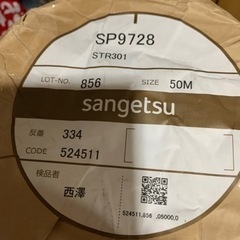 SP9728
STR301
LOT-NO. 856 SIZE 50M
sangetsu
反番 334
CODE 524511
検品者
西澤
524511,856 ,05000,0